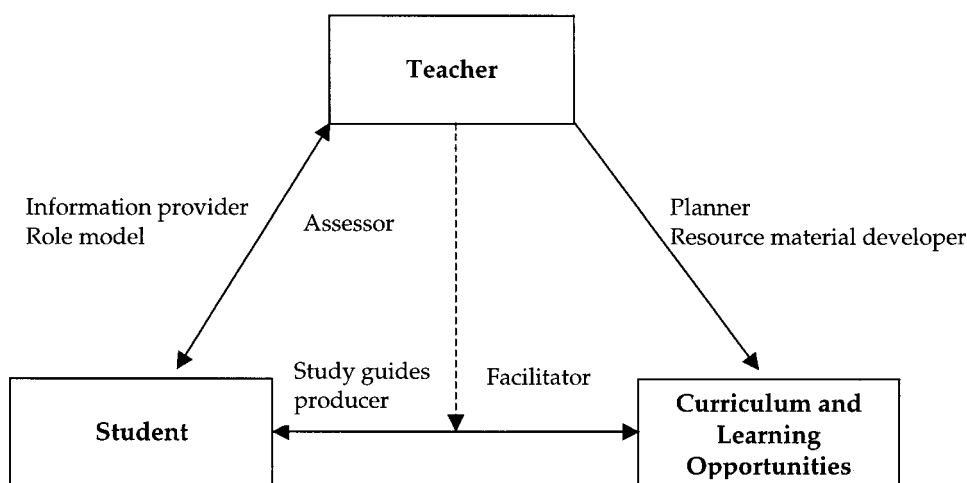 Teacher
Information provider
Role model
Assessor
Planner
Resource material developer
Study guides
producer
Facilitator
Student
Curriculum and
Learning
Opportunities